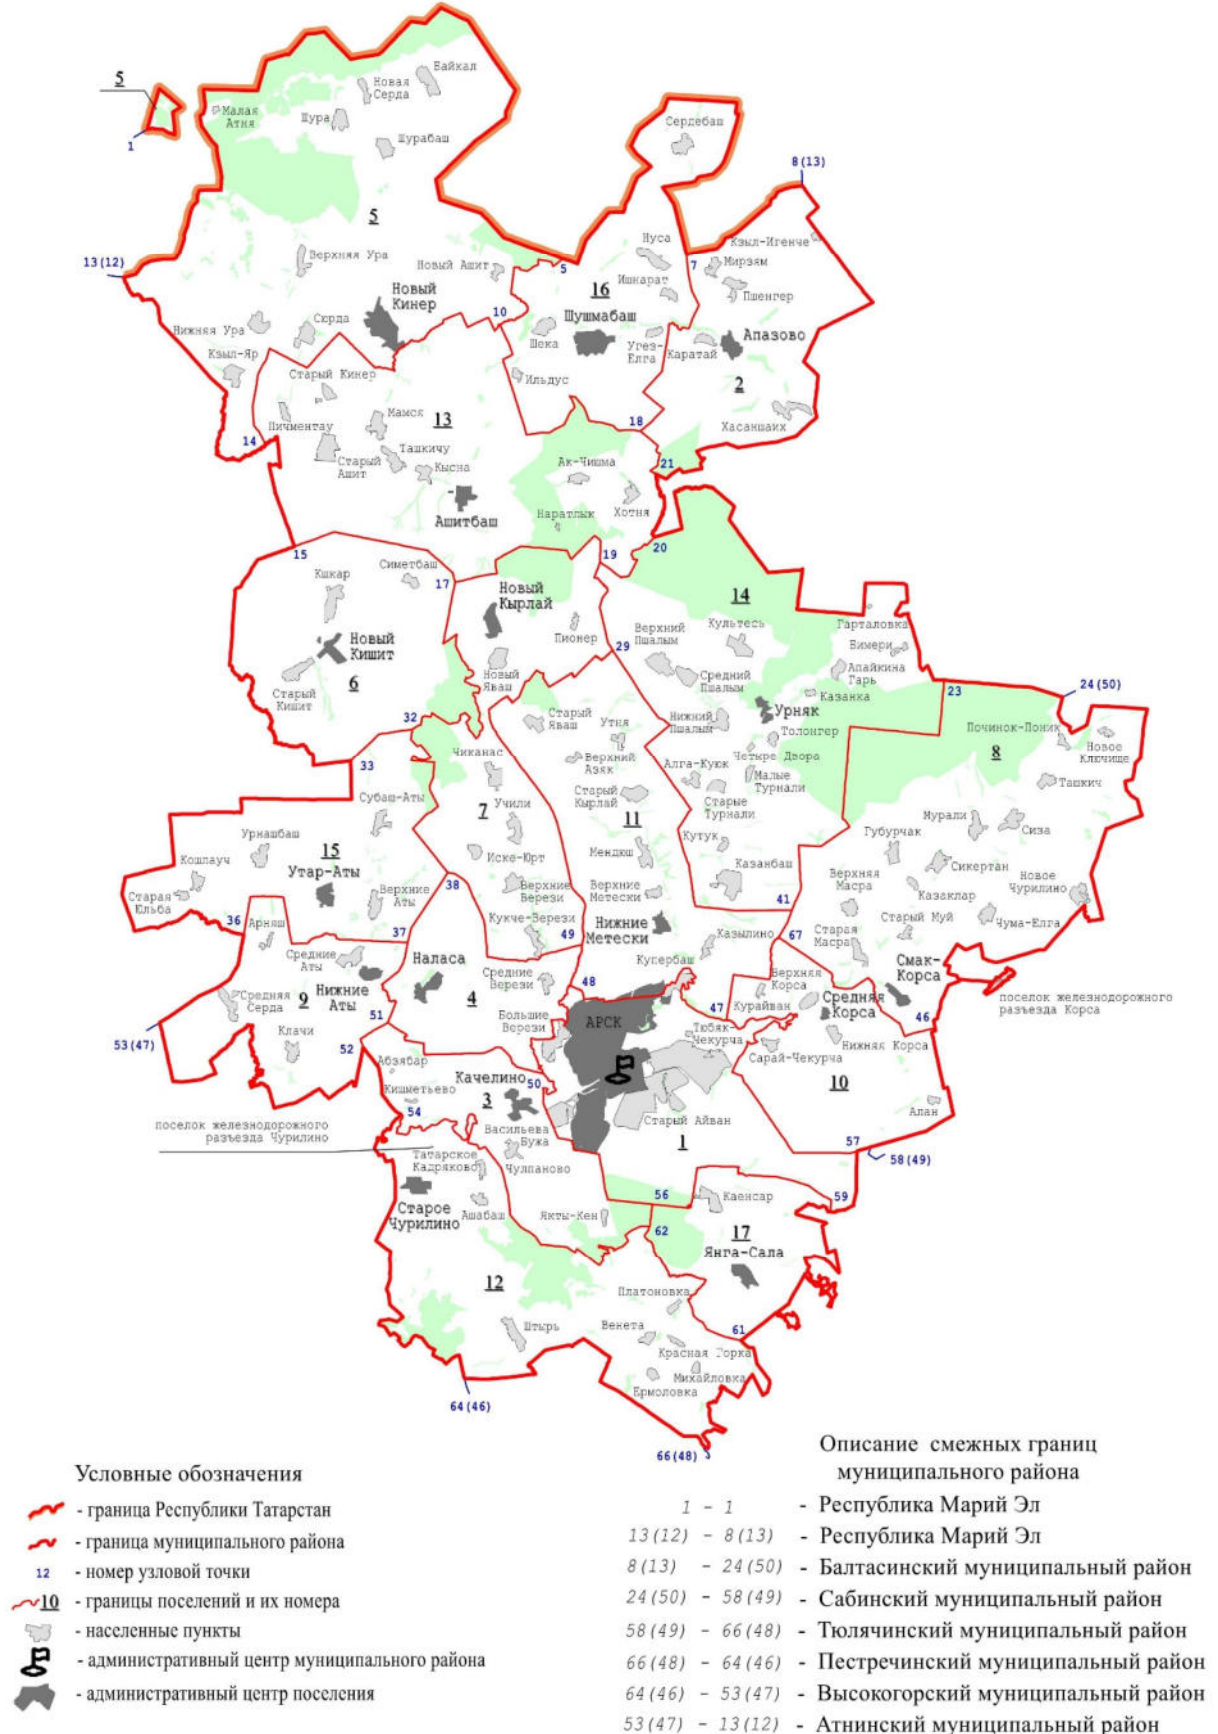 5
1
Малая
Атня
Новая
Серда
Байкал
Шура
Шурабаш
Сердебаш
8 (13)
5
13 (12)
Верхняя Ура
Новый Ашит
Новый
Кинер
Нуса
Ишнарат
5
7
Кзыл-Игенче
Мирзям
Пшенгер
16
Шушмабаш
10
Нижняя Ура
Сюрда
Кзыл-Яр
Шека
Угез-
Елга
Каратай
Апазово
2
Старый Кинер
Ильдус
Пичментау
Мамся
13
Ташкичу
Старый
Ашит
Кысна
14
18
Хасаншаих
21
Ашитбаш
Ак-Чишма
Наратлык
Хотня
15
19
20
Симетбаш
Кшкар
17
Новый
Кырлай
14
Новый
Кишит
Старый
Кишит
6
Пионер
29
Новый
Яваш
Верхний
Пшалым
Культесь
Гарталовка
Бимери
Апайкина
Гарь
Средний
Пшалым
Казанка
23
24 (50)
32
Старый
Яваш
Утня
Нижний
Пшалым
Урняк
Толонгер
Починок-Поник
8
Новое
Ключище
33
Чиканас
Верхний
Азяк
Алга-Куюк
Четыре Двора
Малые
Турнали
Ташкич
Субаш-Аты
7
Учили
Старый
Кырлай
11
Старые
Турнали
Урнашбаш
15
Утар-Аты
Кошлауч
Старая
Юльба
Иске-Юрт
Мендюш
Кутук
Казанбаш
Губурчак
Мурали
Сиза
Сикертан
Верхние
Аты
38
Верхние
Верези
Верхние
Метески
Верхняя
Масра
Казаклар
Новое
Чурилино
36
Арняш
37
Кукче-Верези
49
Нижние
Метески
Казылино
41
67
Старый Муй
Чума-Елга
Старая
Масра
Средние
Аты
Наласа
Средние
Верези
Купербаш
Верхняя
Корса
Смак-
Корса
Средняя
Серда
9
Нижние
Аты
4
48
47
Курайван
Средняя
Корса
поселок железнодорожного
разъезда Корса
51
Большие
Верези
АРСК
Тюбяк-
Чекурча
46
53 (47)
Клачи
52
Абзябар
Сарай-Чекурча
Нижняя Корса
Качелино
50
10
Кишметьево
3
54
Старый Айван
Алан
поселок железнодорожного
разъезда Чурилино
Васильева
Бужа
1
57
58 (49)
Татарское
Кадряково
Чулпаново
Старое
Чурилино
Ашабаш
Якты-Кен
56
Каенсар
59
62
17
Янга-Сала
12
Платоновка
Штырь
Венета
61
Красная Горка
Михайловка
Ермоловка
64 (46)
66 (48)
Условные обозначения
- граница Республики Татарстан
- граница муниципального района
12 - номер узловой точки
10 - границы поселений и их номера
- населенные пункты
- административный центр муниципального района
- административный центр поселения
Описание смежных границ
муниципального района
1 - 1 - Республика Марий Эл
13 (12) - 8 (13) - Республика Марий Эл
8 (13) - 24 (50) - Балтасинский муниципальный район
24 (50) - 58 (49) - Сабинский муниципальный район
58 (49) - 66 (48) - Тюлячинский муниципальный район
66 (48) - 64 (46) - Пестречинский муниципальный район
64 (46) - 53 (47) - Высокогорский муниципальный район
53 (47) - 13 (12) - Атнинский муниципальный район